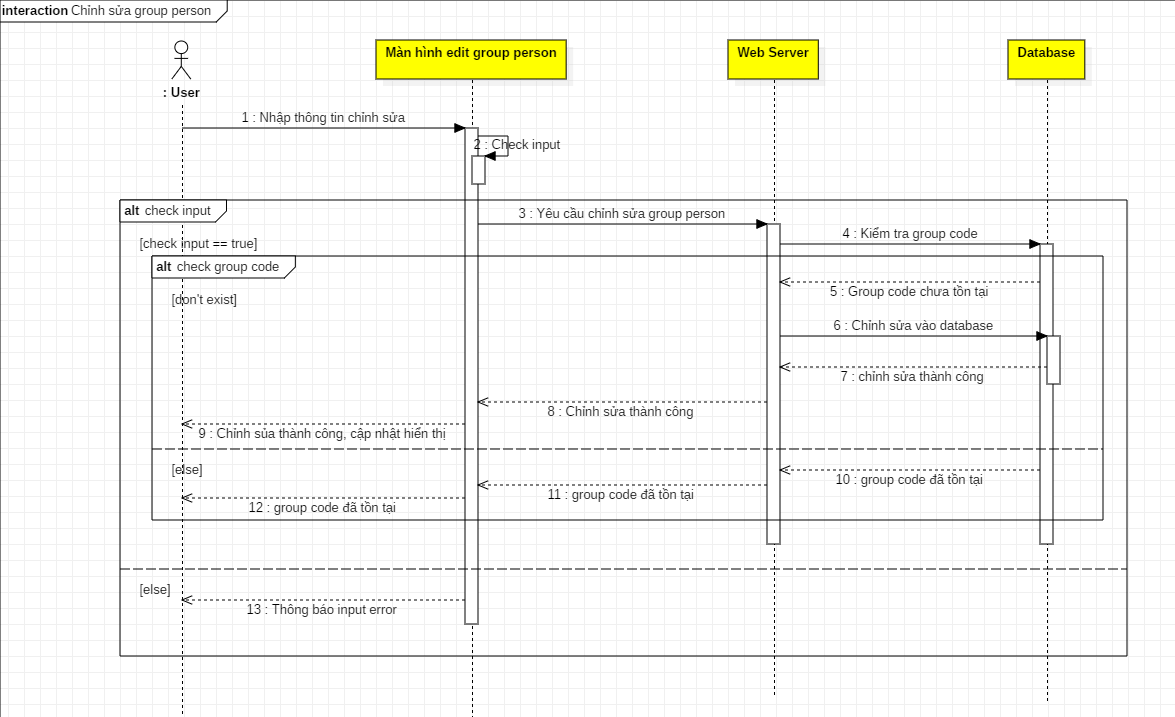 interaction Chỉnh sửa group person
: User
Màn hình edit group person
Web Server
Database
1 : Nhập thông tin chỉnh sửa
2 : Check input
alt check input
3 : Yêu cầu chỉnh sửa group person
4 : Kiểm tra group code
[check input == true]
alt check group code
5 : Group code chưa tồn tại
[don't exist]
6 : Chỉnh sửa vào database
7 : chỉnh sửa thành công
8 : Chỉnh sửa thành công
9 : Chỉnh sủa thành công, cập nhật hiển thị
[else]
10 : group code đã tồn tại
11 : group code đã tồn tại
12 : group code đã tồn tại
[else]
13 : Thông báo input error